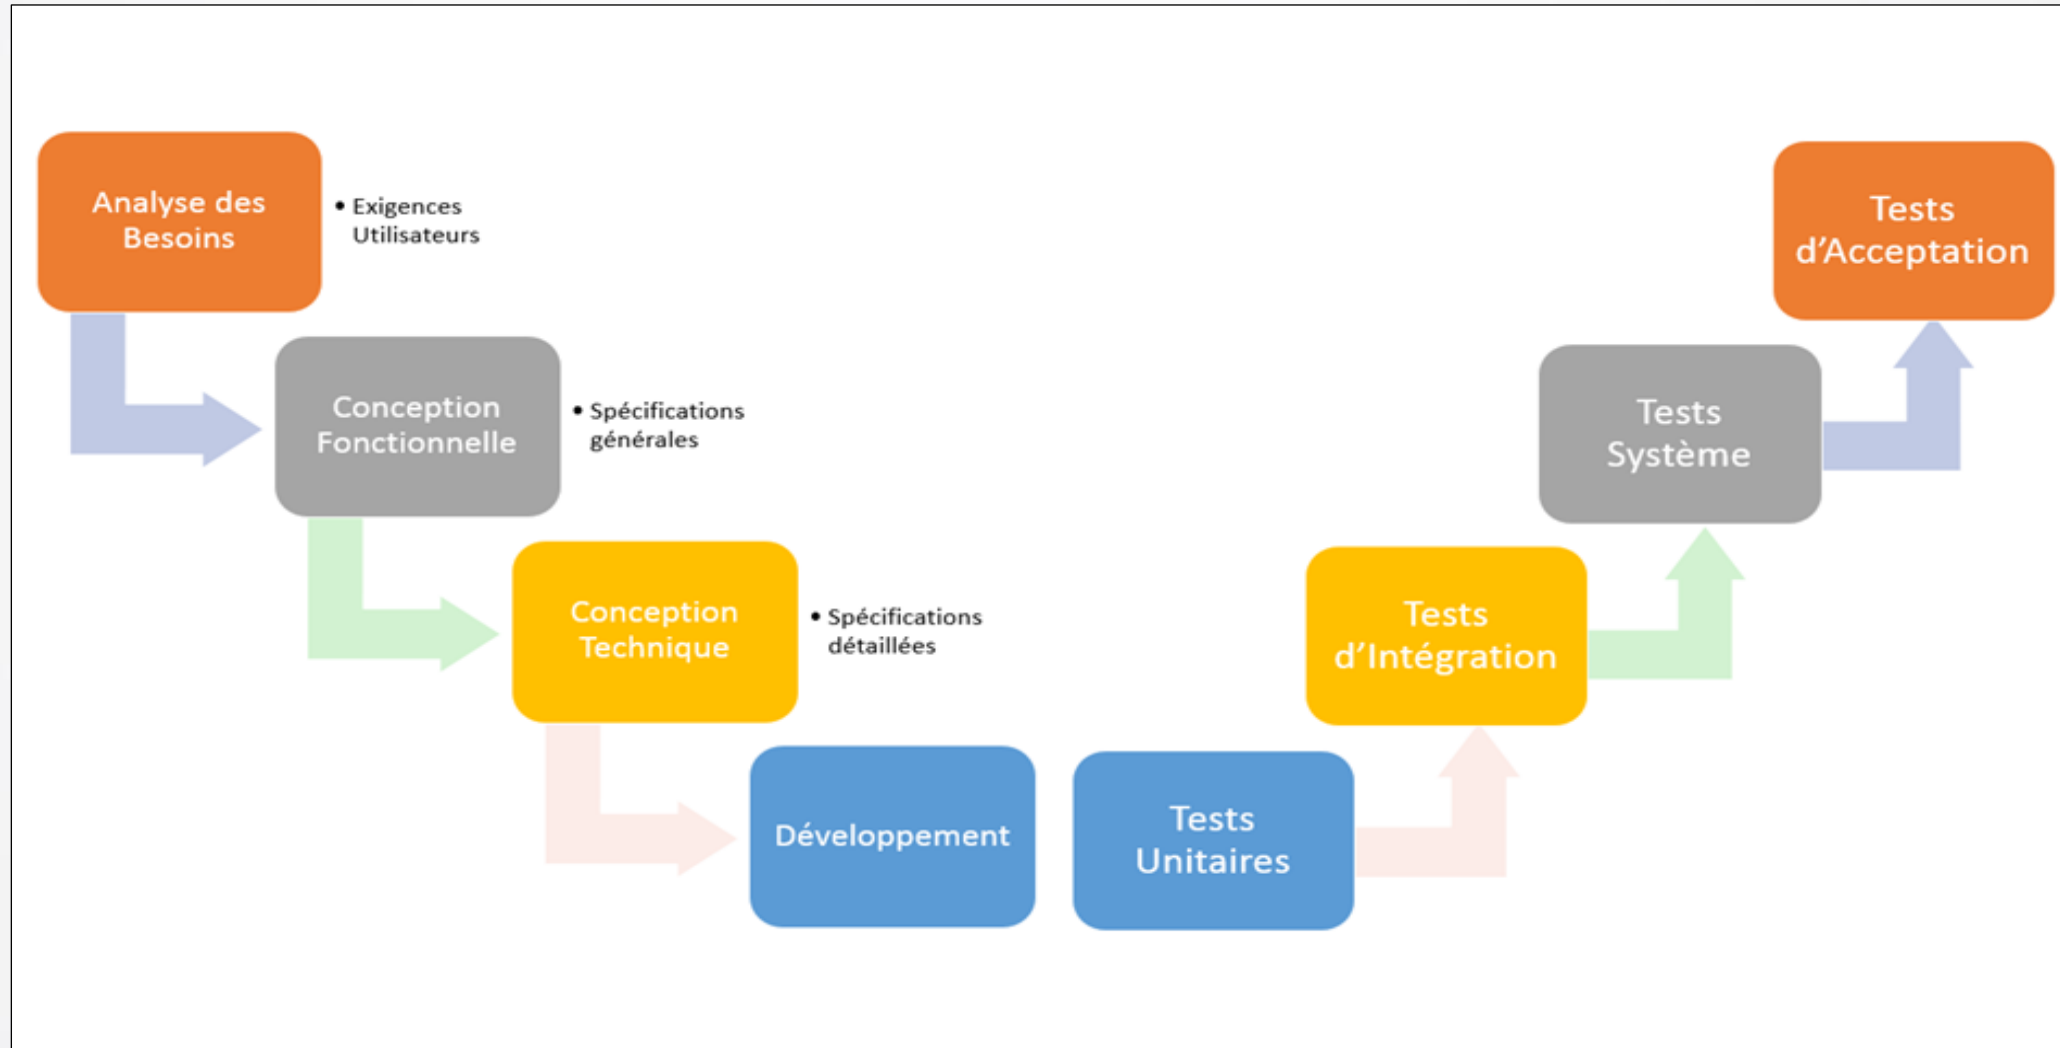 Analyse des
Besoins
• Exigences
Utilisateurs
Conception
Fonctionnelle
• Spécifications
générales
Conception
Technique
• Spécifications
détaillées
Développement
Tests
Unitaires
Tests
d'Intégration
Tests
Système
Tests
d'Acceptation